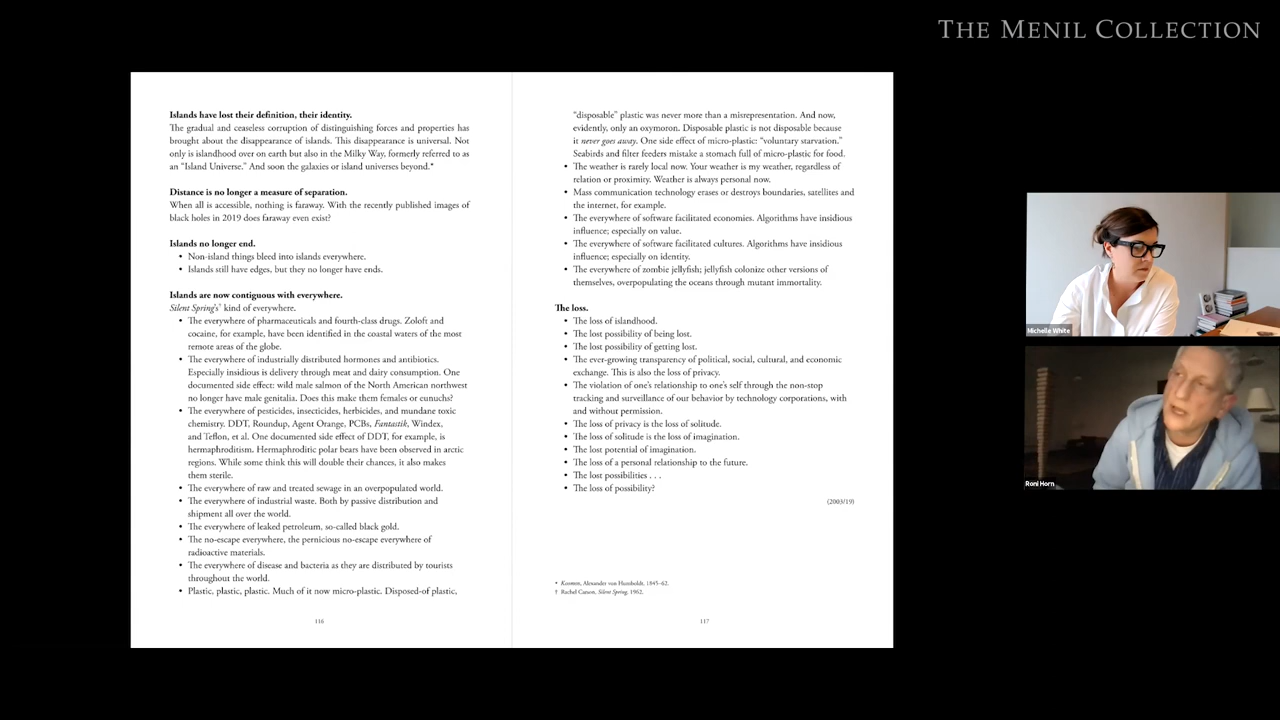 THE MENIL COLLECTION
Islands have lost their definition, their identity.
The gradual and ceaseless corruption of distinguishing forces and properties has
brought about the disappearance of islands. This disappearance is universal. Not
only is islandhood over on earth but also in the Milky Way, formerly referred to as
an “Island Universe.” And soon the galaxies or island universes beyond.*
Distance is no longer a measure of separation.
When all is accessible, nothing is faraway. With the recently published images of
black holes in 2019 does faraway even exist?
Islands no longer end.
• Non-island things bleed into islands everywhere.
• Islands still have edges, but they no longer have ends.
Islands are now contiguous with everywhere.
Silent Spring's† kind of everywhere.
• The everywhere of pharmaceuticals and fourth-class drugs. Zoloft and
cocaine, for example, have been identified in the coastal waters of the most
remote areas of the globe.
• The everywhere of industrially distributed hormones and antibiotics.
Especially insidious is delivery through meat and dairy consumption. One
documented side effect: wild male salmon of the North American northwest
no longer have male genitalia. Does this make them females or eunuchs?
• The everywhere of pesticides, insecticides, herbicides, and mundane toxic
chemistry. DDT, Roundup, Agent Orange, PCBs, Fantastik, Windex,
and Teflon, et al. One documented side effect of DDT, for example, is
hermaphroditism. Hermaphroditic polar bears have been observed in arctic
regions. While some think this will double their chances, it also makes
them sterile.
• The everywhere of raw and treated sewage in an overpopulated world.
• The everywhere of industrial waste. Both by passive distribution and
shipment all over the world.
• The everywhere of leaked petroleum, so-called black gold.
• The no-escape everywhere, the pernicious no-escape everywhere of
radioactive materials.
• The everywhere of disease and bacteria as they are distributed by tourists
throughout the world.
• Plastic, plastic, plastic. Much of it now micro-plastic. Disposed-of plastic,
116
“disposable” plastic was never more than a misrepresentation. And now,
evidently, only an oxymoron. Disposable plastic is not disposable because
it never goes away. One side effect of micro-plastic: “voluntary starvation.”
Seabirds and filter feeders mistake a stomach full of micro-plastic for food.
• The weather is rarely local now. Your weather is my weather, regardless of
relation or proximity. Weather is always personal now.
• Mass communication technology erases or destroys boundaries, satellites and
the internet, for example.
• The everywhere of software facilitated economies. Algorithms have insidious
influence; especially on value.
• The everywhere of software facilitated cultures. Algorithms have insidious
influence; especially on identity.
• The everywhere of zombie jellyfish; jellyfish colonize other versions of
themselves, overpopulating the oceans through mutant immortality.
The loss.
• The loss of islandhood.
• The lost possibility of being lost.
• The lost possibility of getting lost.
• The ever-growing transparency of political, social, cultural, and economic
exchange. This is also the loss of privacy.
• The violation of one's relationship to one's self through the non-stop
tracking and surveillance of our behavior by technology corporations, with
and without permission.
• The loss of privacy is the loss of solitude.
• The loss of solitude is the loss of imagination.
• The lost potential of imagination.
• The loss of a personal relationship to the future.
• The lost possibilities . . .
• The loss of possibility?
(2003/19)
* Kosmos, Alexander von Humboldt, 1845–62.
† Rachel Carson, Silent Spring, 1962.
117
Michelle White
Roni Horn